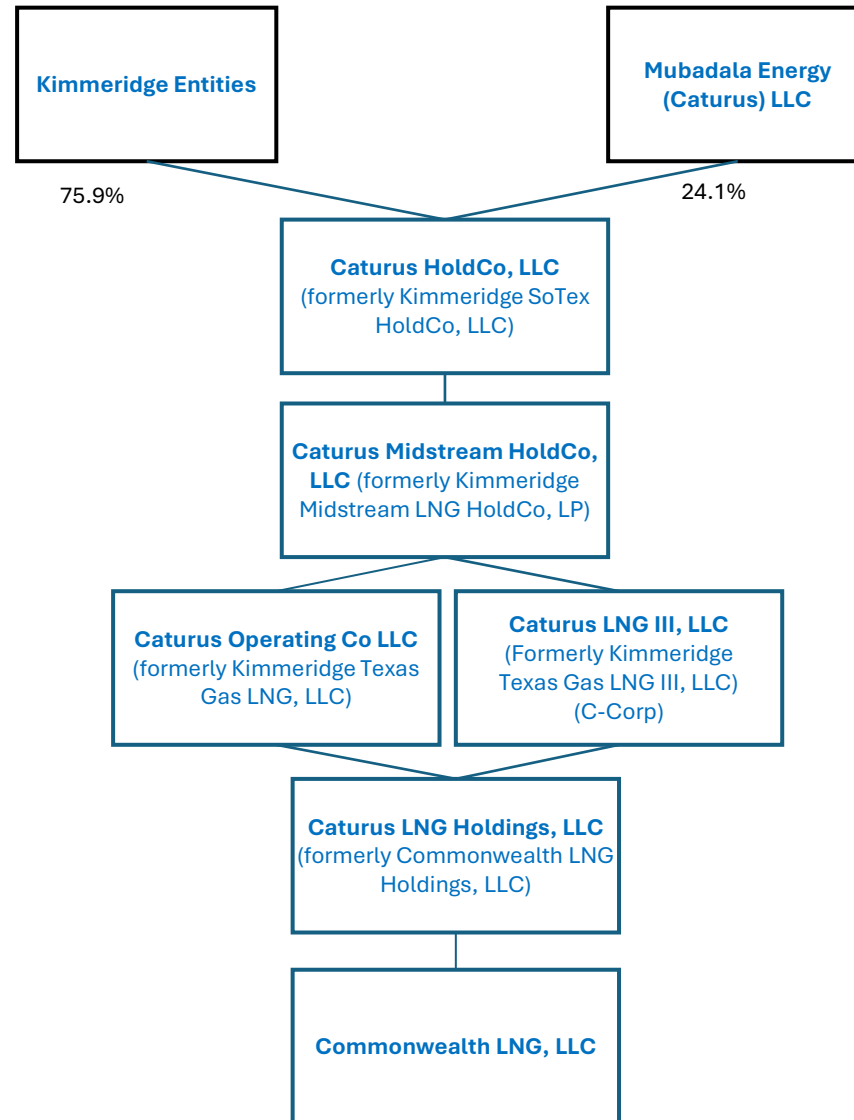 Kimmeridge Entities
Mubadala Energy
(Caturus) LLC
75.9%
24.1%
Caturus HoldCo, LLC
(formerly Kimmeridge SoTex
HoldCo, LLC)
Caturus Midstream HoldCo,
LLC (formerly Kimmeridge
Midstream LNG HoldCo, LP)
Caturus Operating Co LLC
(formerly Kimmeridge Texas
Gas LNG, LLC)
Caturus LNG III, LLC
(Formerly Kimmeridge
Texas Gas LNG III, LLC)
(C-Corp)
Caturus LNG Holdings, LLC
(formerly Commonwealth LNG
Holdings, LLC)
Commonwealth LNG, LLC